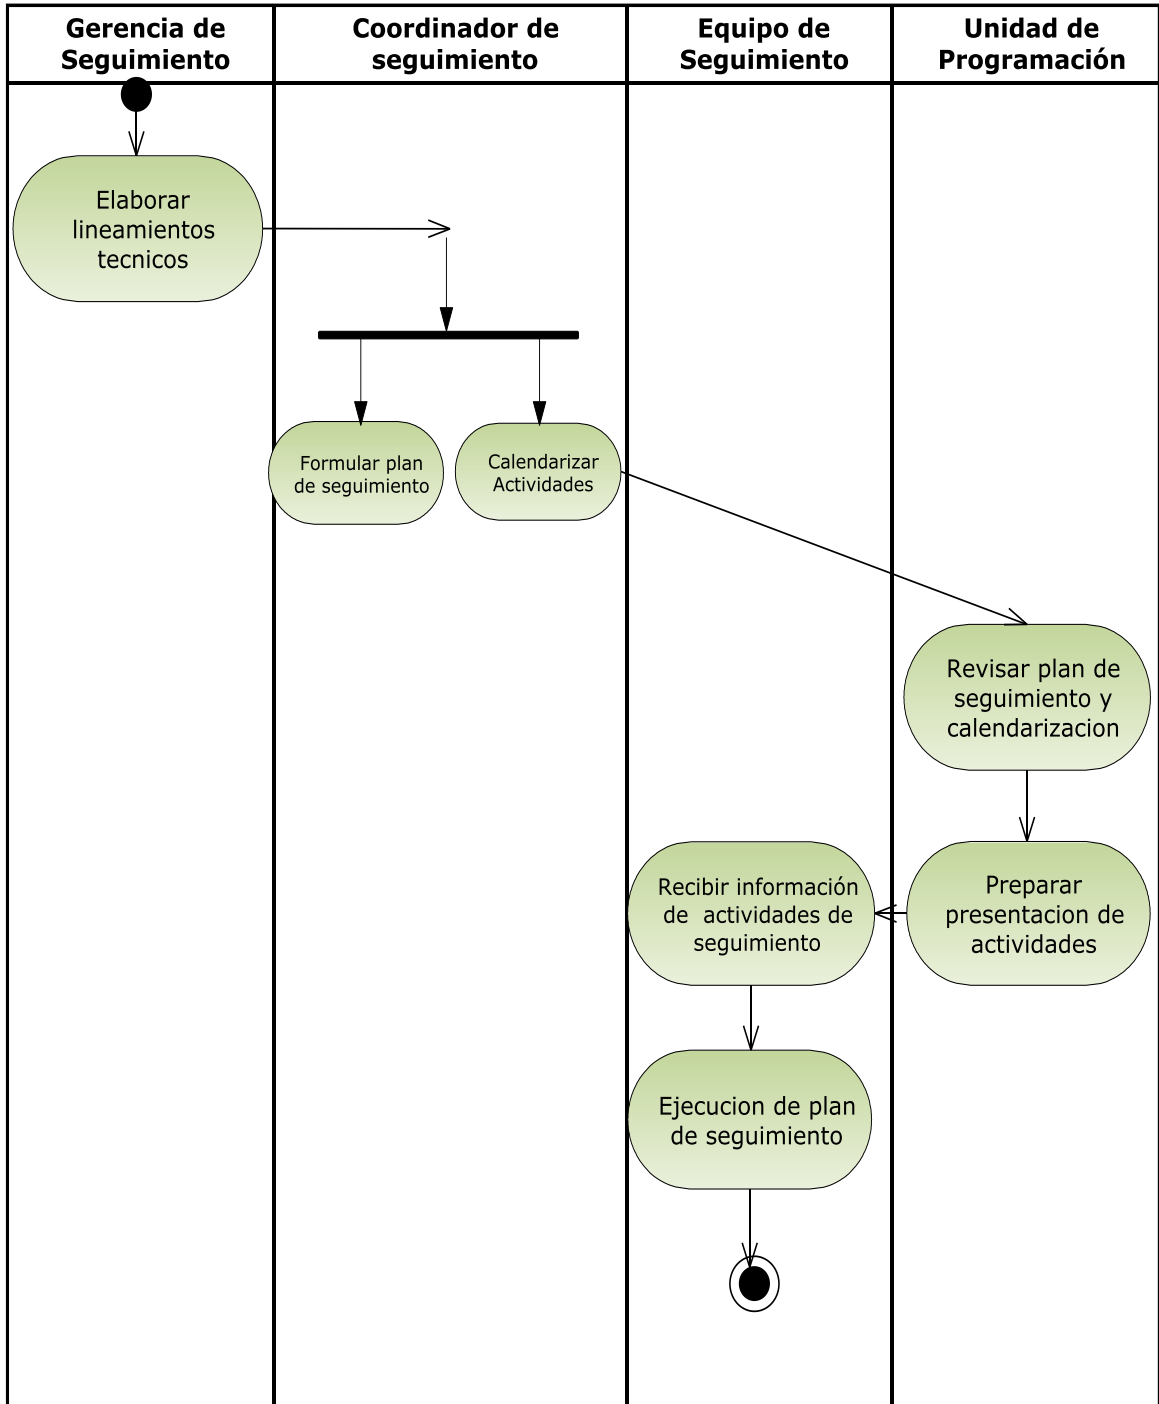 Gerencia de
Seguimiento
Coordinador de
seguimiento
Equipo de
Seguimiento
Unidad de
Programación
Elaborar
lineamientos
tecnicos
Formular plan
de seguimiento
Calendarizar
Actividades
Revisar plan de
seguimiento y
calendarizacion
Recibir información
de actividades de
seguimiento
Preparar
presentacion de
actividades
Ejecucion de plan
de seguimiento